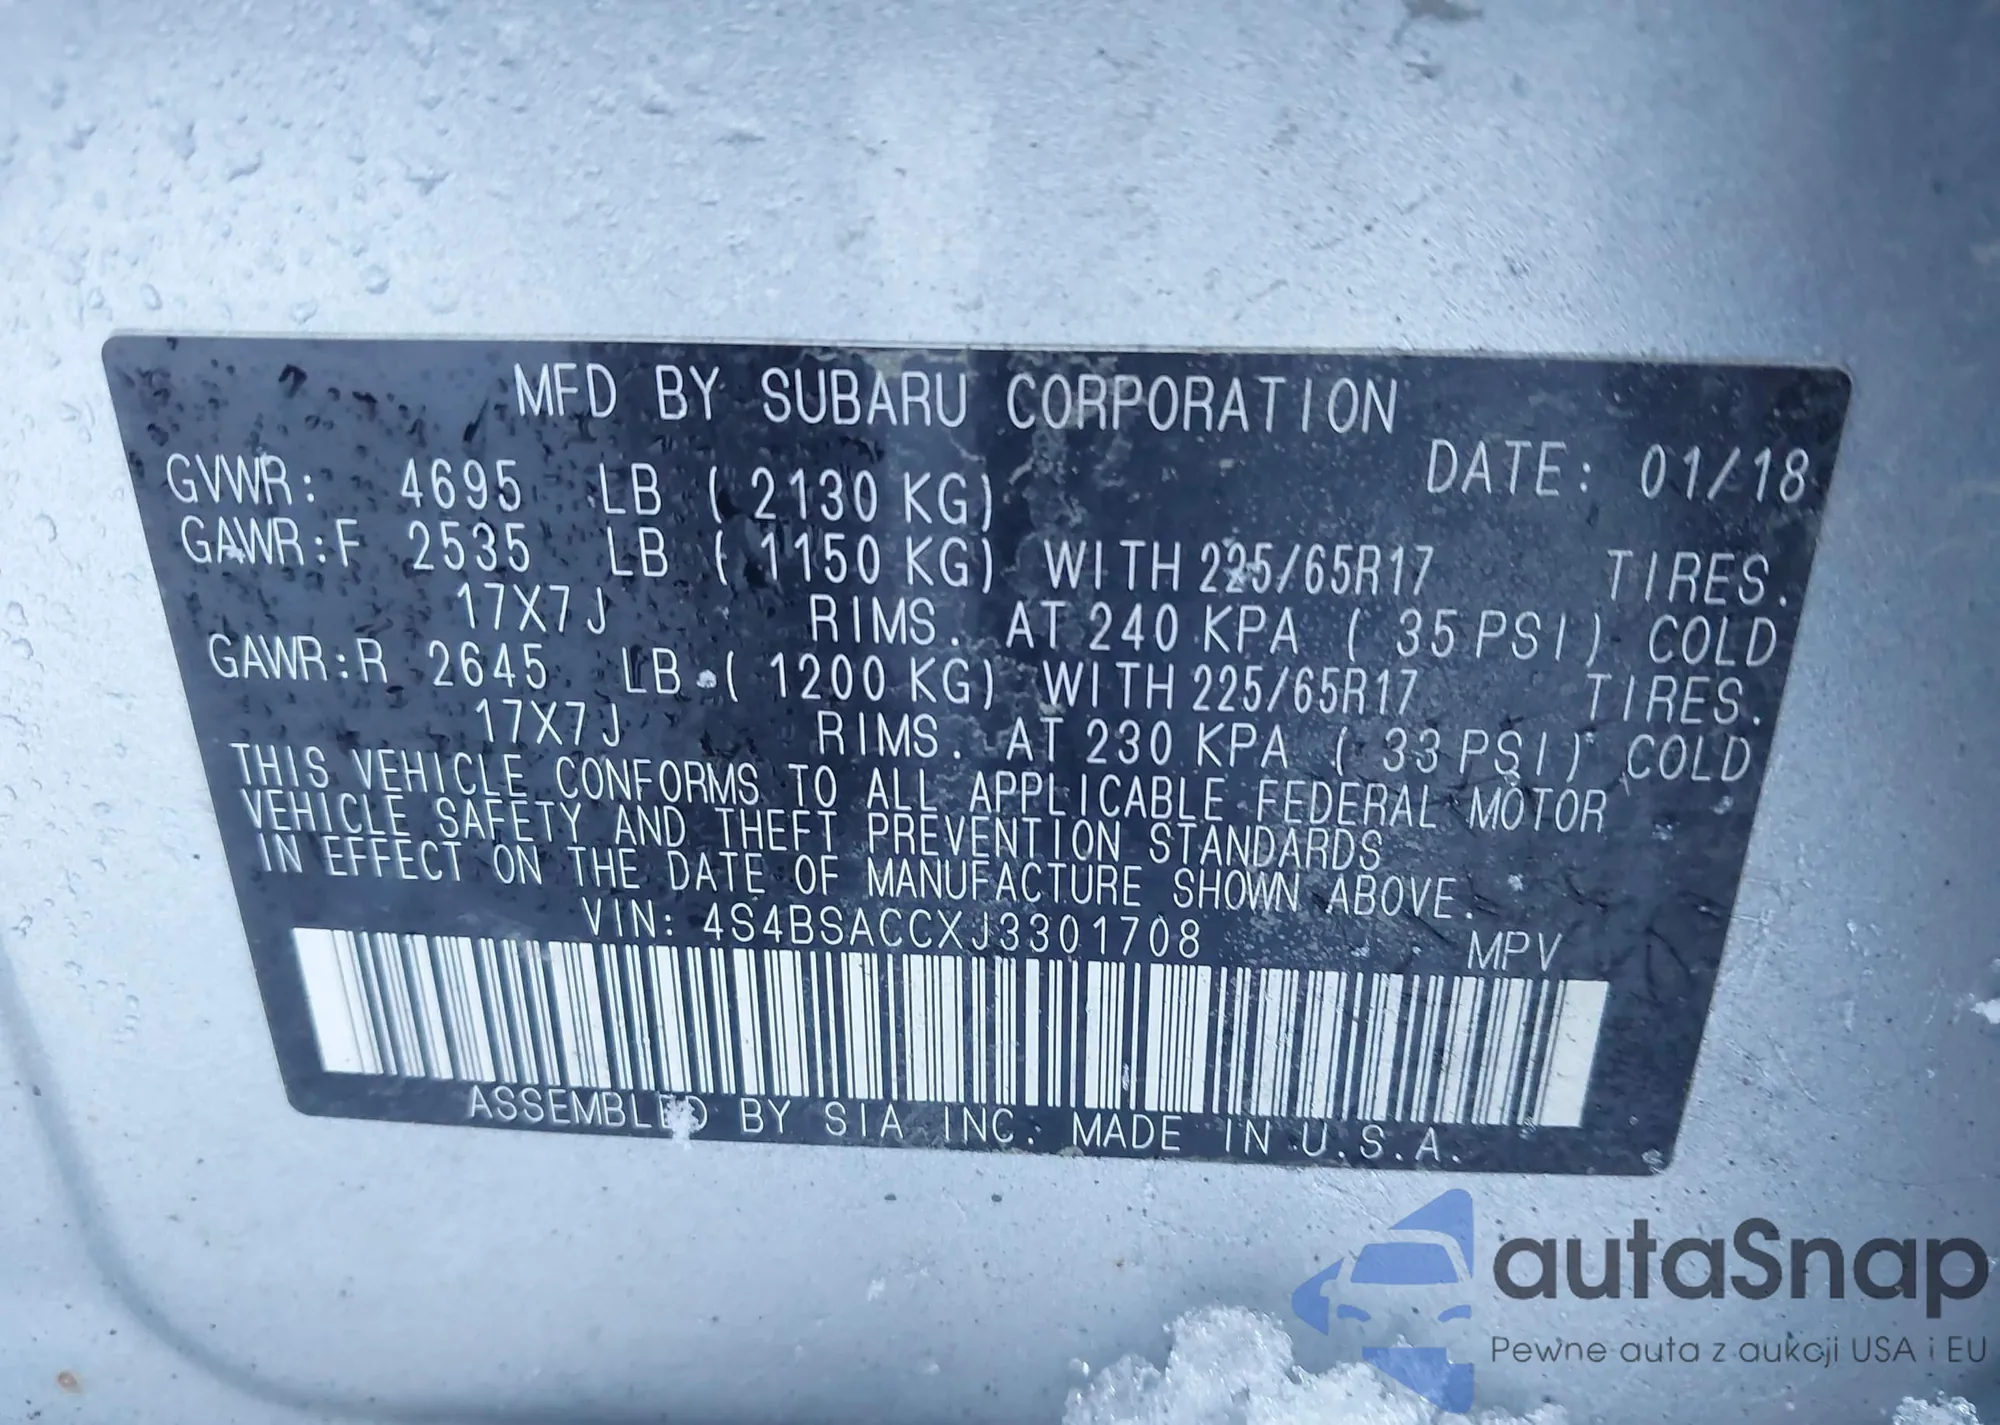 MFD BY SUBARU CORPORATION
DATE: 01/18
GVWR: 4695 LB ( 2130 KG)
GAWR:F 2535 LB ( 1150 KG) WITH 225/65R17 TIRES.
17X7J RIMS. AT 240 KPA ( 35 PSI) COLD
GAWR:R 2645 LB ( 1200 KG) WITH 225/65R17 TIRES.
17X7J RIMS. AT 230 KPA ( 33 PSI) COLD
THIS VEHICLE CONFORMS TO ALL APPLICABLE FEDERAL MOTOR
VEHICLE SAFETY AND THEFT PREVENTION STANDARDS
IN EFFECT ON THE DATE OF MANUFACTURE SHOWN ABOVE.
VIN: 4S4BSACCXJ3301708 MPV
ASSEMBLED BY SIA INC. MADE IN U.S.A.
autaSnap
Pewne auta z aukcji USA i EU